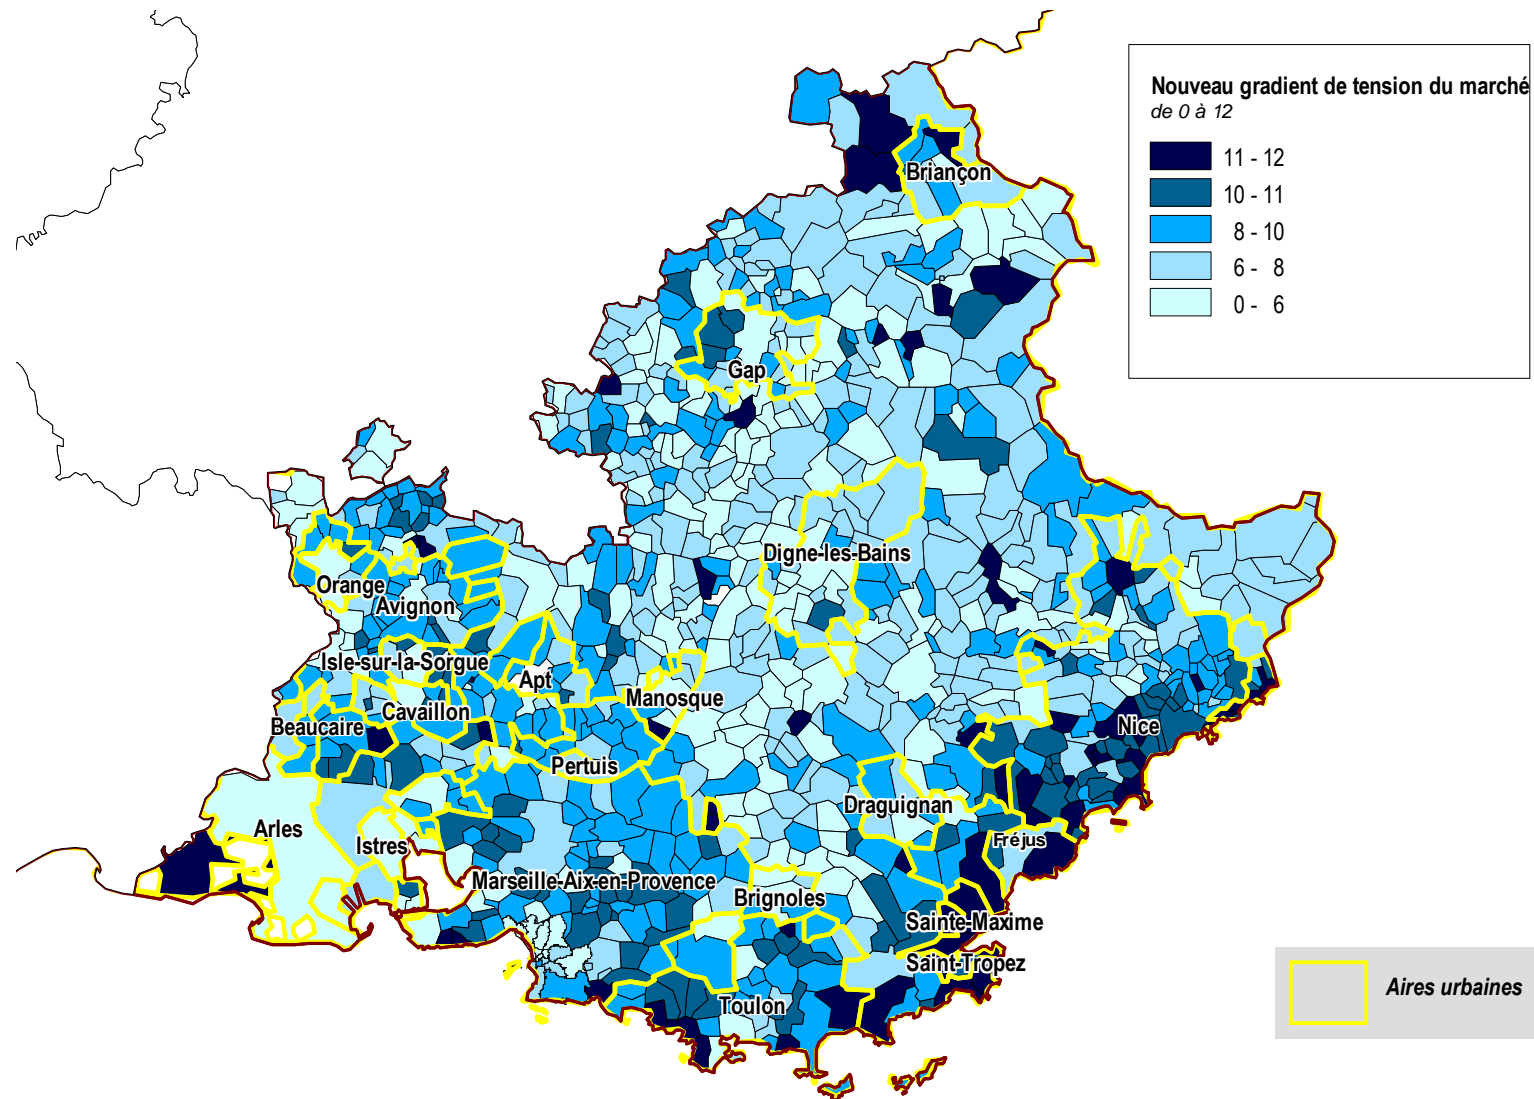 Nouveau gradient de tension du marché
de 0 à 12
11 - 12
10 - 11
8 - 10
6 - 8
0 - 6
Briançon
Gap
Digne-les-Bains
Orange
Avignon
Isle-sur-la-Sorgue
Apt
Manosque
Cavaillon
Beaucaire
Nice
Pertuis
Draguignan
Arles
Fréjus
Istres
Marseille-Aix-en-Provence
Brignoles
Sainte-Maxime
Saint-Tropez
Toulon
Aires urbaines